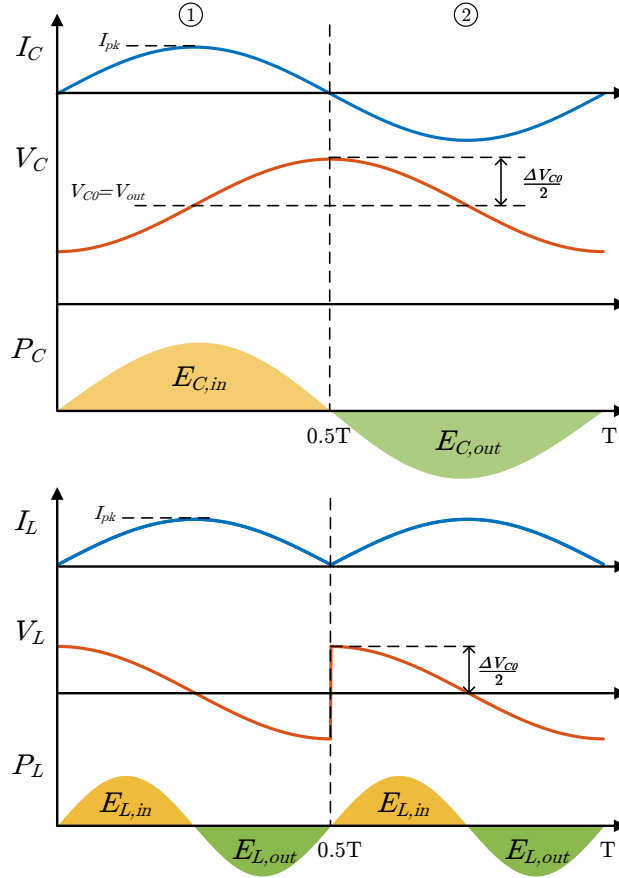 ① ②
I_C
I_pk
V_C
V_C0=V_out
ΔV_C0
2
P_C
E_C,in
E_C,out
0.5T T
I_L
I_pk
V_L
ΔV_C0
2
P_L
E_L,in E_L,out E_L,in E_L,out
0.5T T